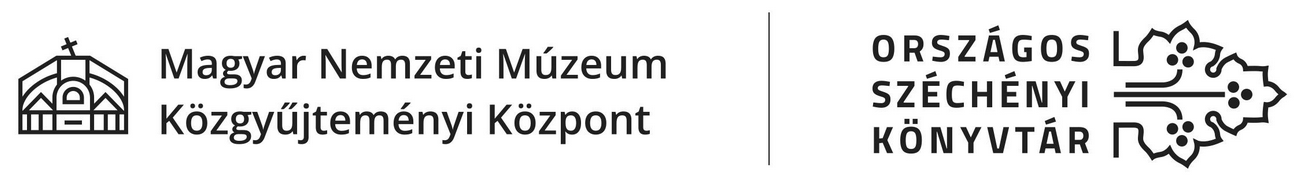 Magyar Nemzeti Múzeum
Közgyűjteményi Központ
ORSZÁGOS
SZÉCHÉNYI
KÖNYVTÁR